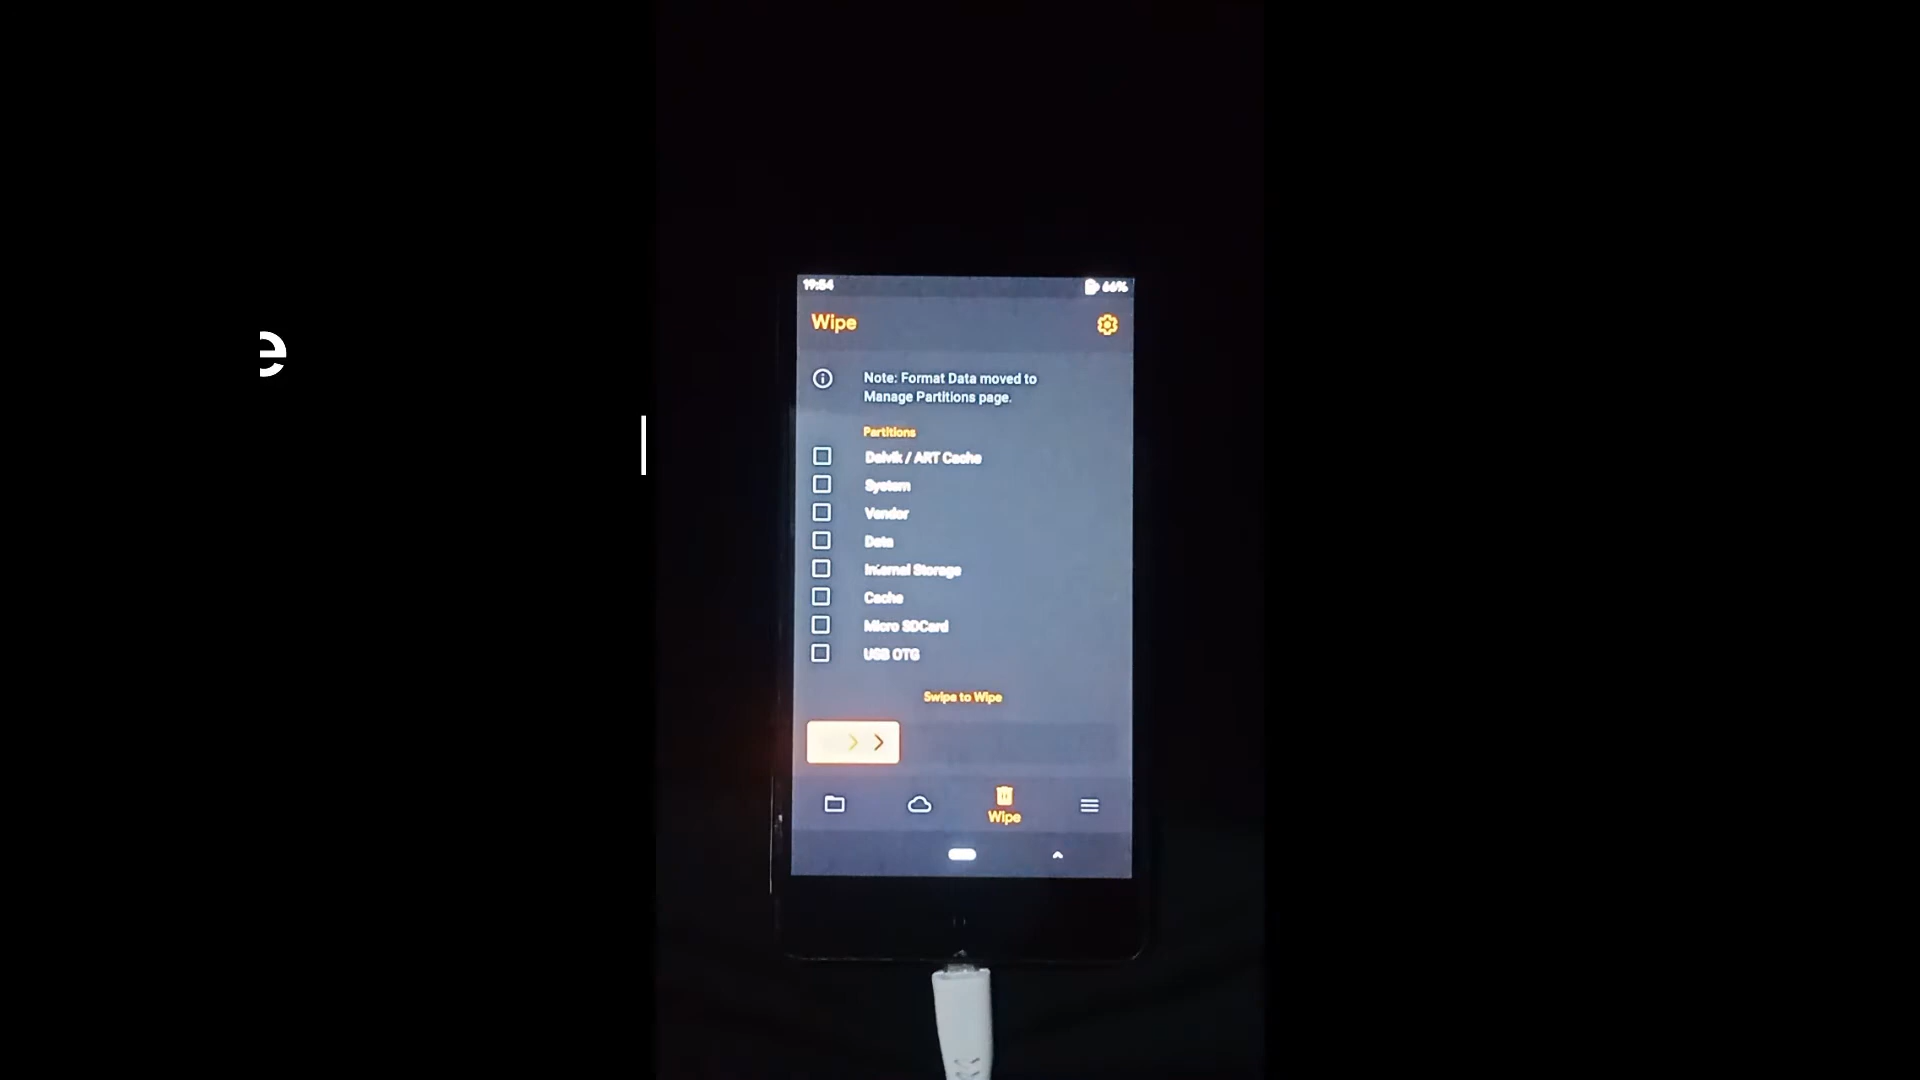 19:54
66%
Wipe
Note: Format Data moved to
Manage Partitions page.
Partitions
Dalvik / ART Cache
System
Vendor
Data
Internal Storage
Cache
Micro SDCard
USB OTG
Swipe to Wipe
Wipe
e